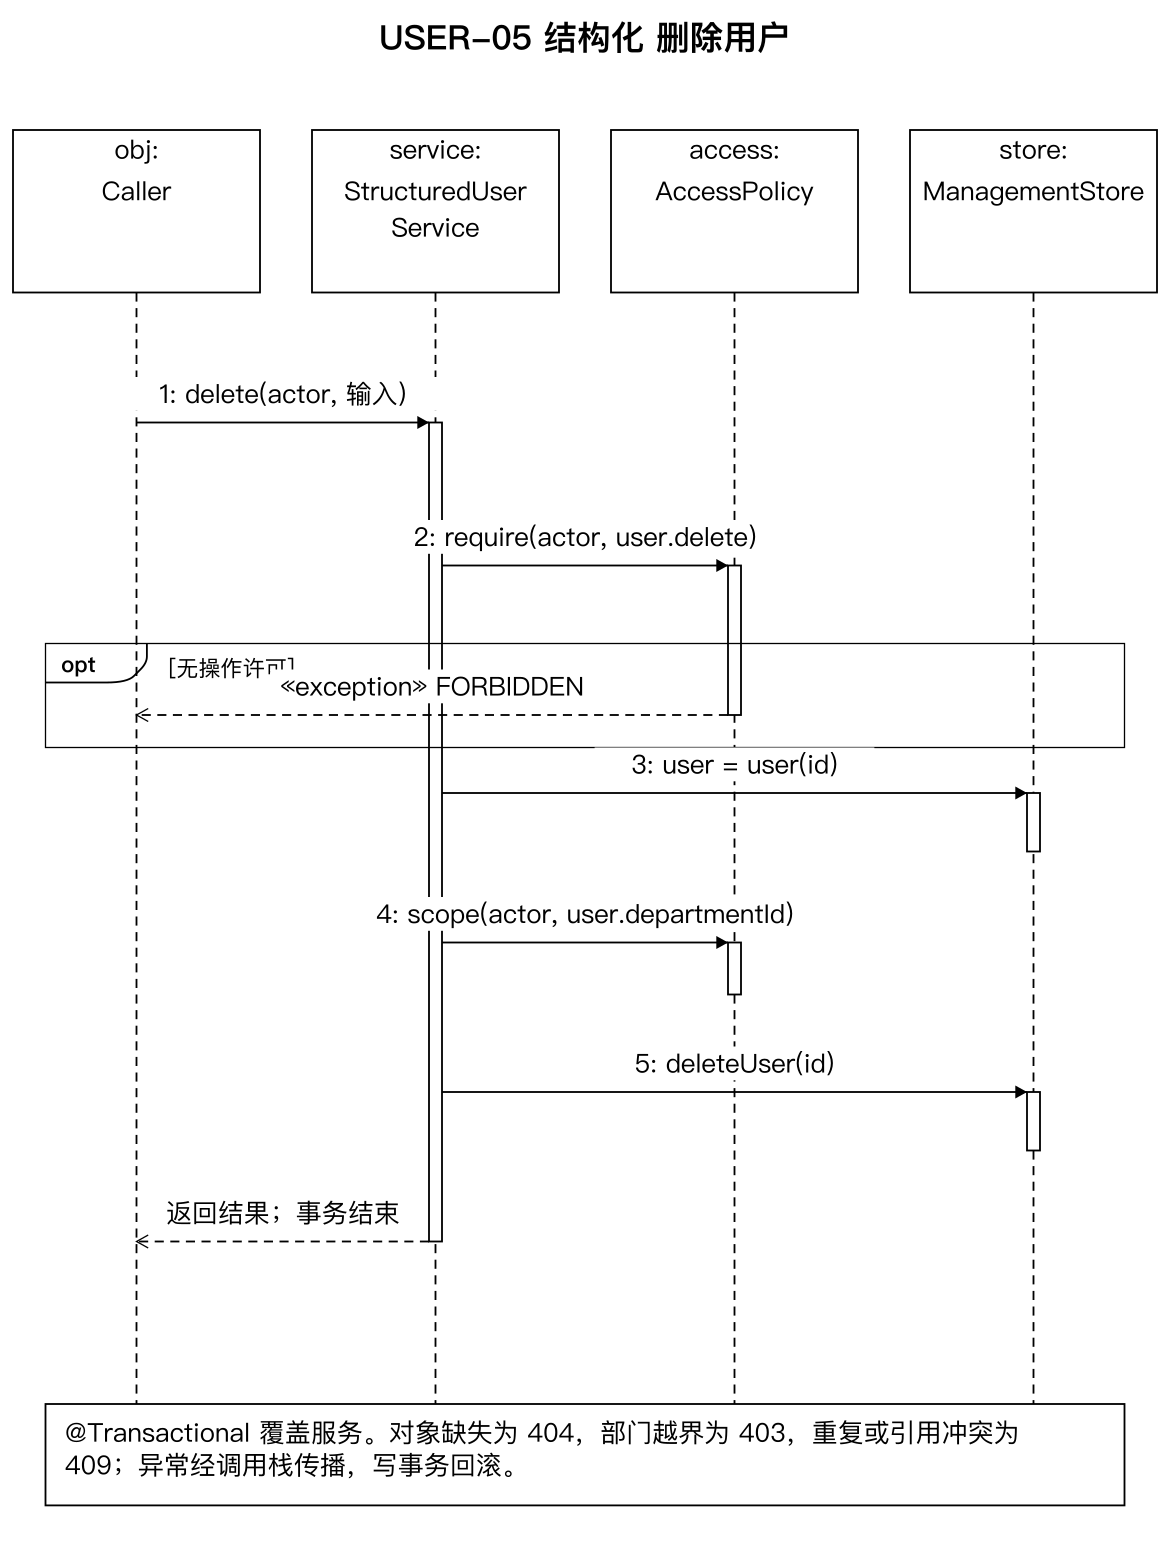 USER-05 结构化 删除用户
obj:
Caller
service:
StructuredUser
Service
access:
AccessPolicy
store:
ManagementStore
1: delete(actor, 输入)
2: require(actor, user.delete)
opt
[无操作许可]
«exception» FORBIDDEN
3: user = user(id)
4: scope(actor, user.departmentId)
5: deleteUser(id)
返回结果；事务结束
@Transactional 覆盖服务。对象缺失为 404，部门越界为 403，重复或引用冲突为
409；异常经调用栈传播，写事务回滚。